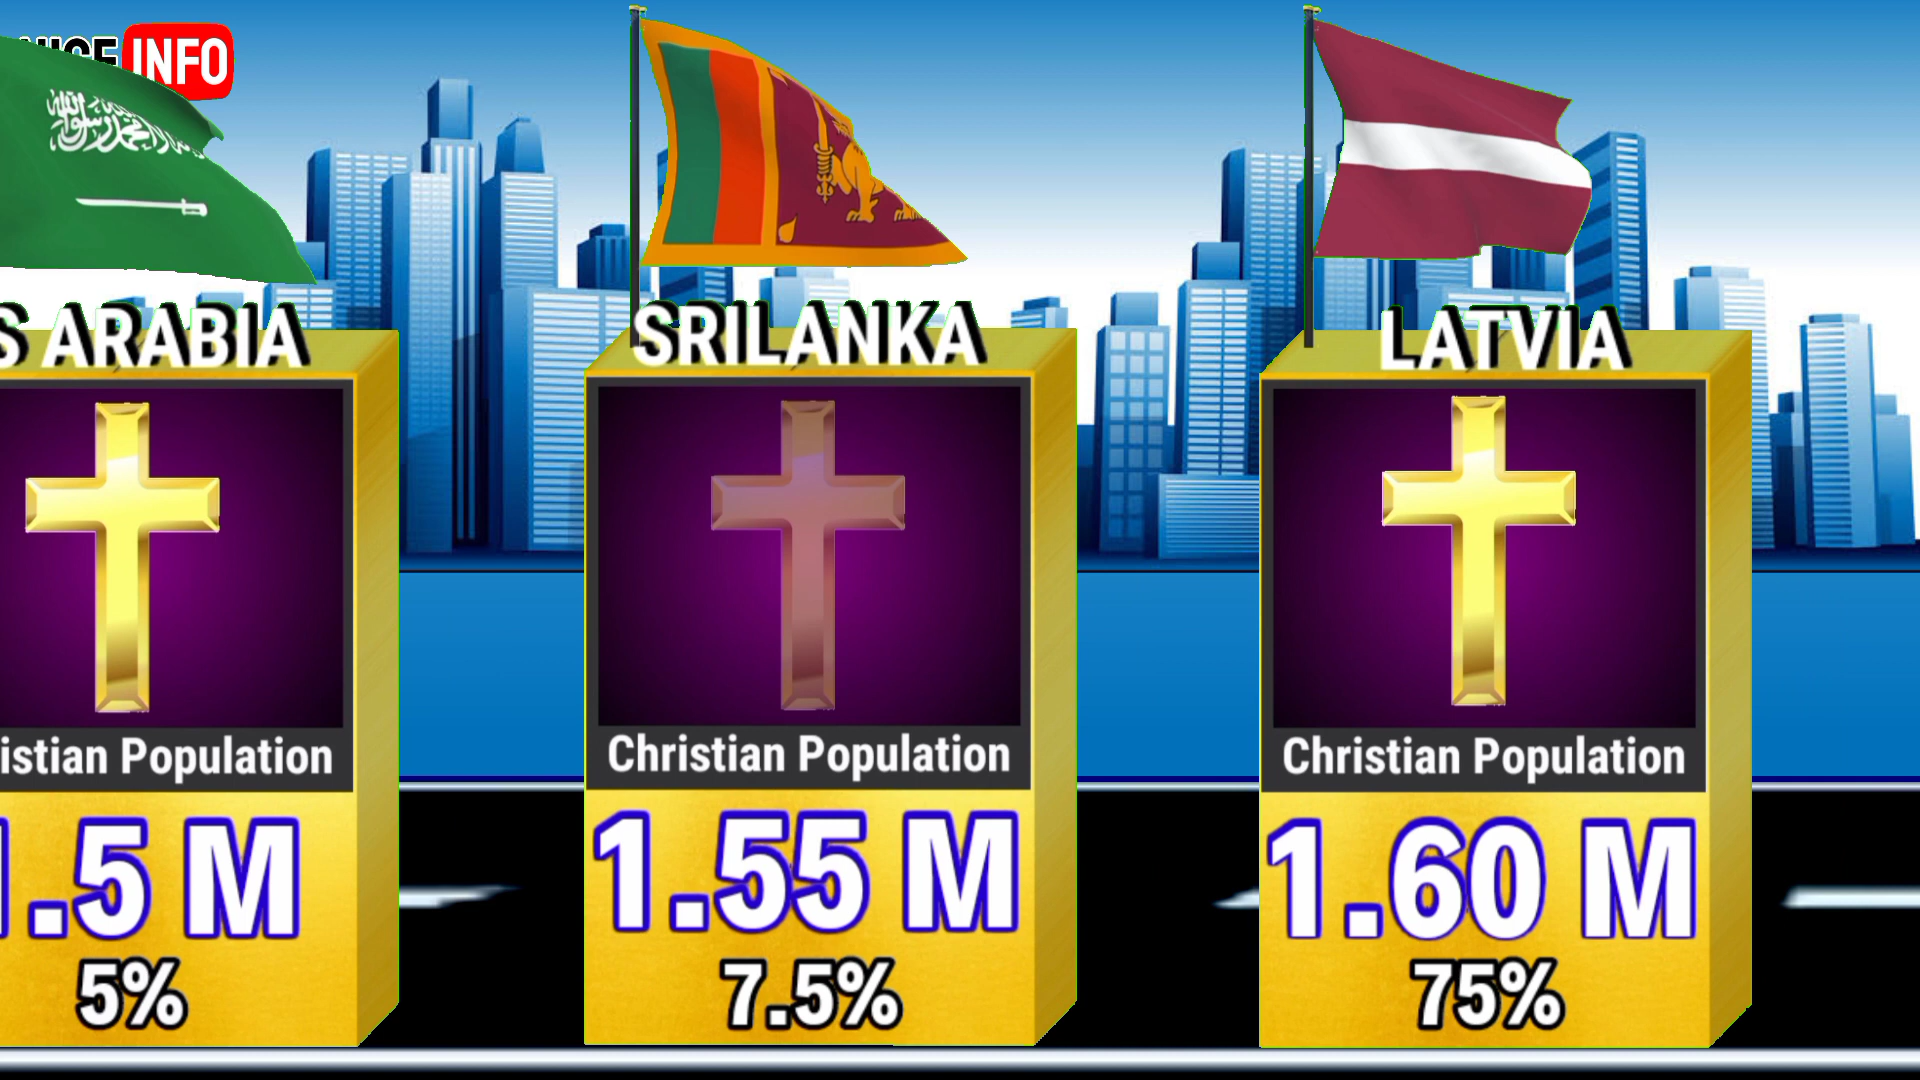 INFO
S ARABIA
SRILANKA
LATVIA
istian Population
Christian Population
Christian Population
.5 M
1.55 M
1.60 M
5%
7.5%
75%